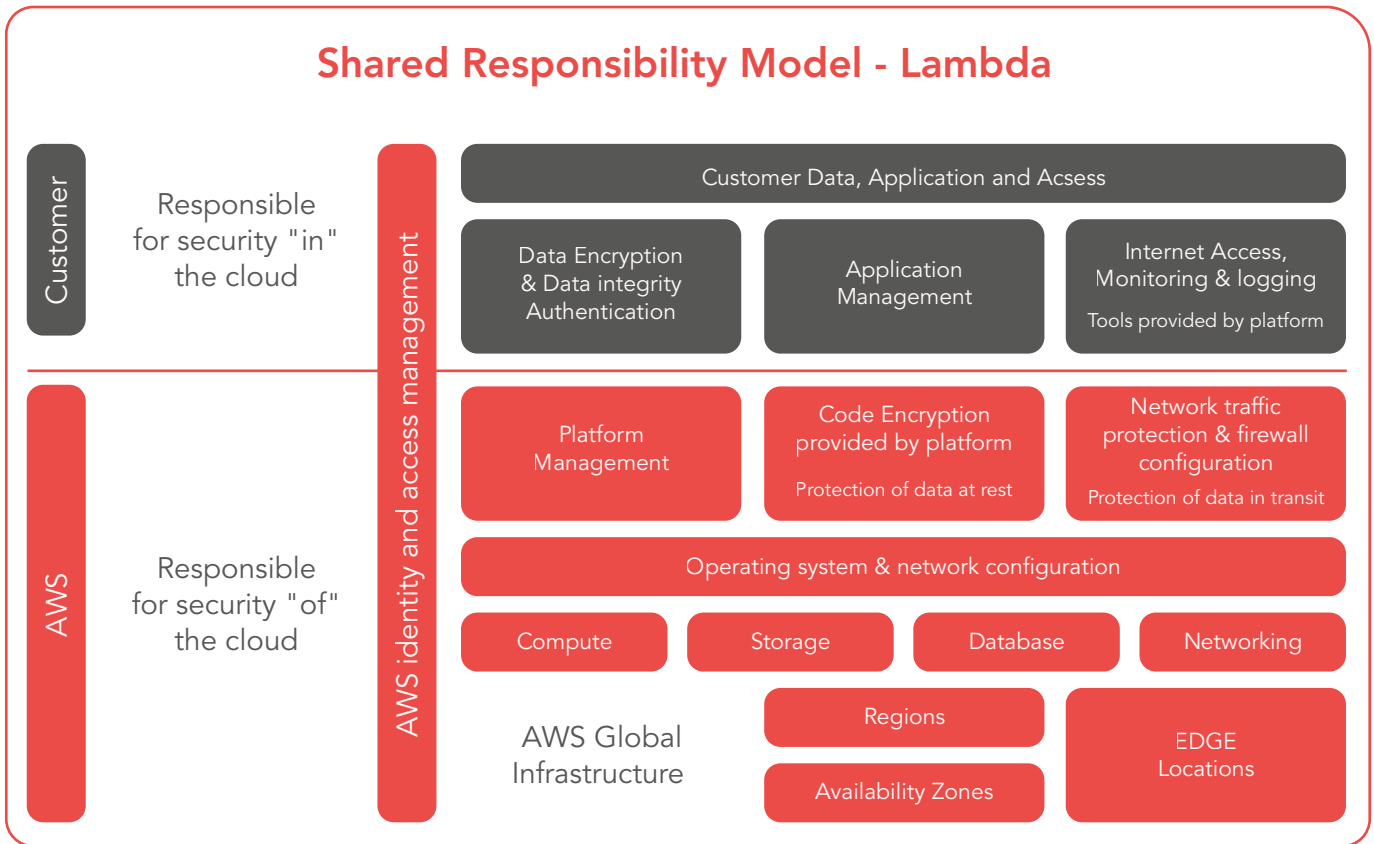 Shared Responsibility Model - Lambda
Customer
Responsible
for security "in"
the cloud
AWS identity and access management
Customer Data, Application and Acsess
Data Encryption
& Data integrity
Authentication
Application
Management
Internet Access,
Monitoring & logging
Tools provided by platform
AWS
Responsible
for security "of"
the cloud
Platform
Management
Code Encryption
provided by platform
Protection of data at rest
Network traffic
protection & firewall
configuration
Protection of data in transit
Operating system & network configuration
Compute
Storage
Database
Networking
AWS Global
Infrastructure
Regions
Availability Zones
EDGE
Locations